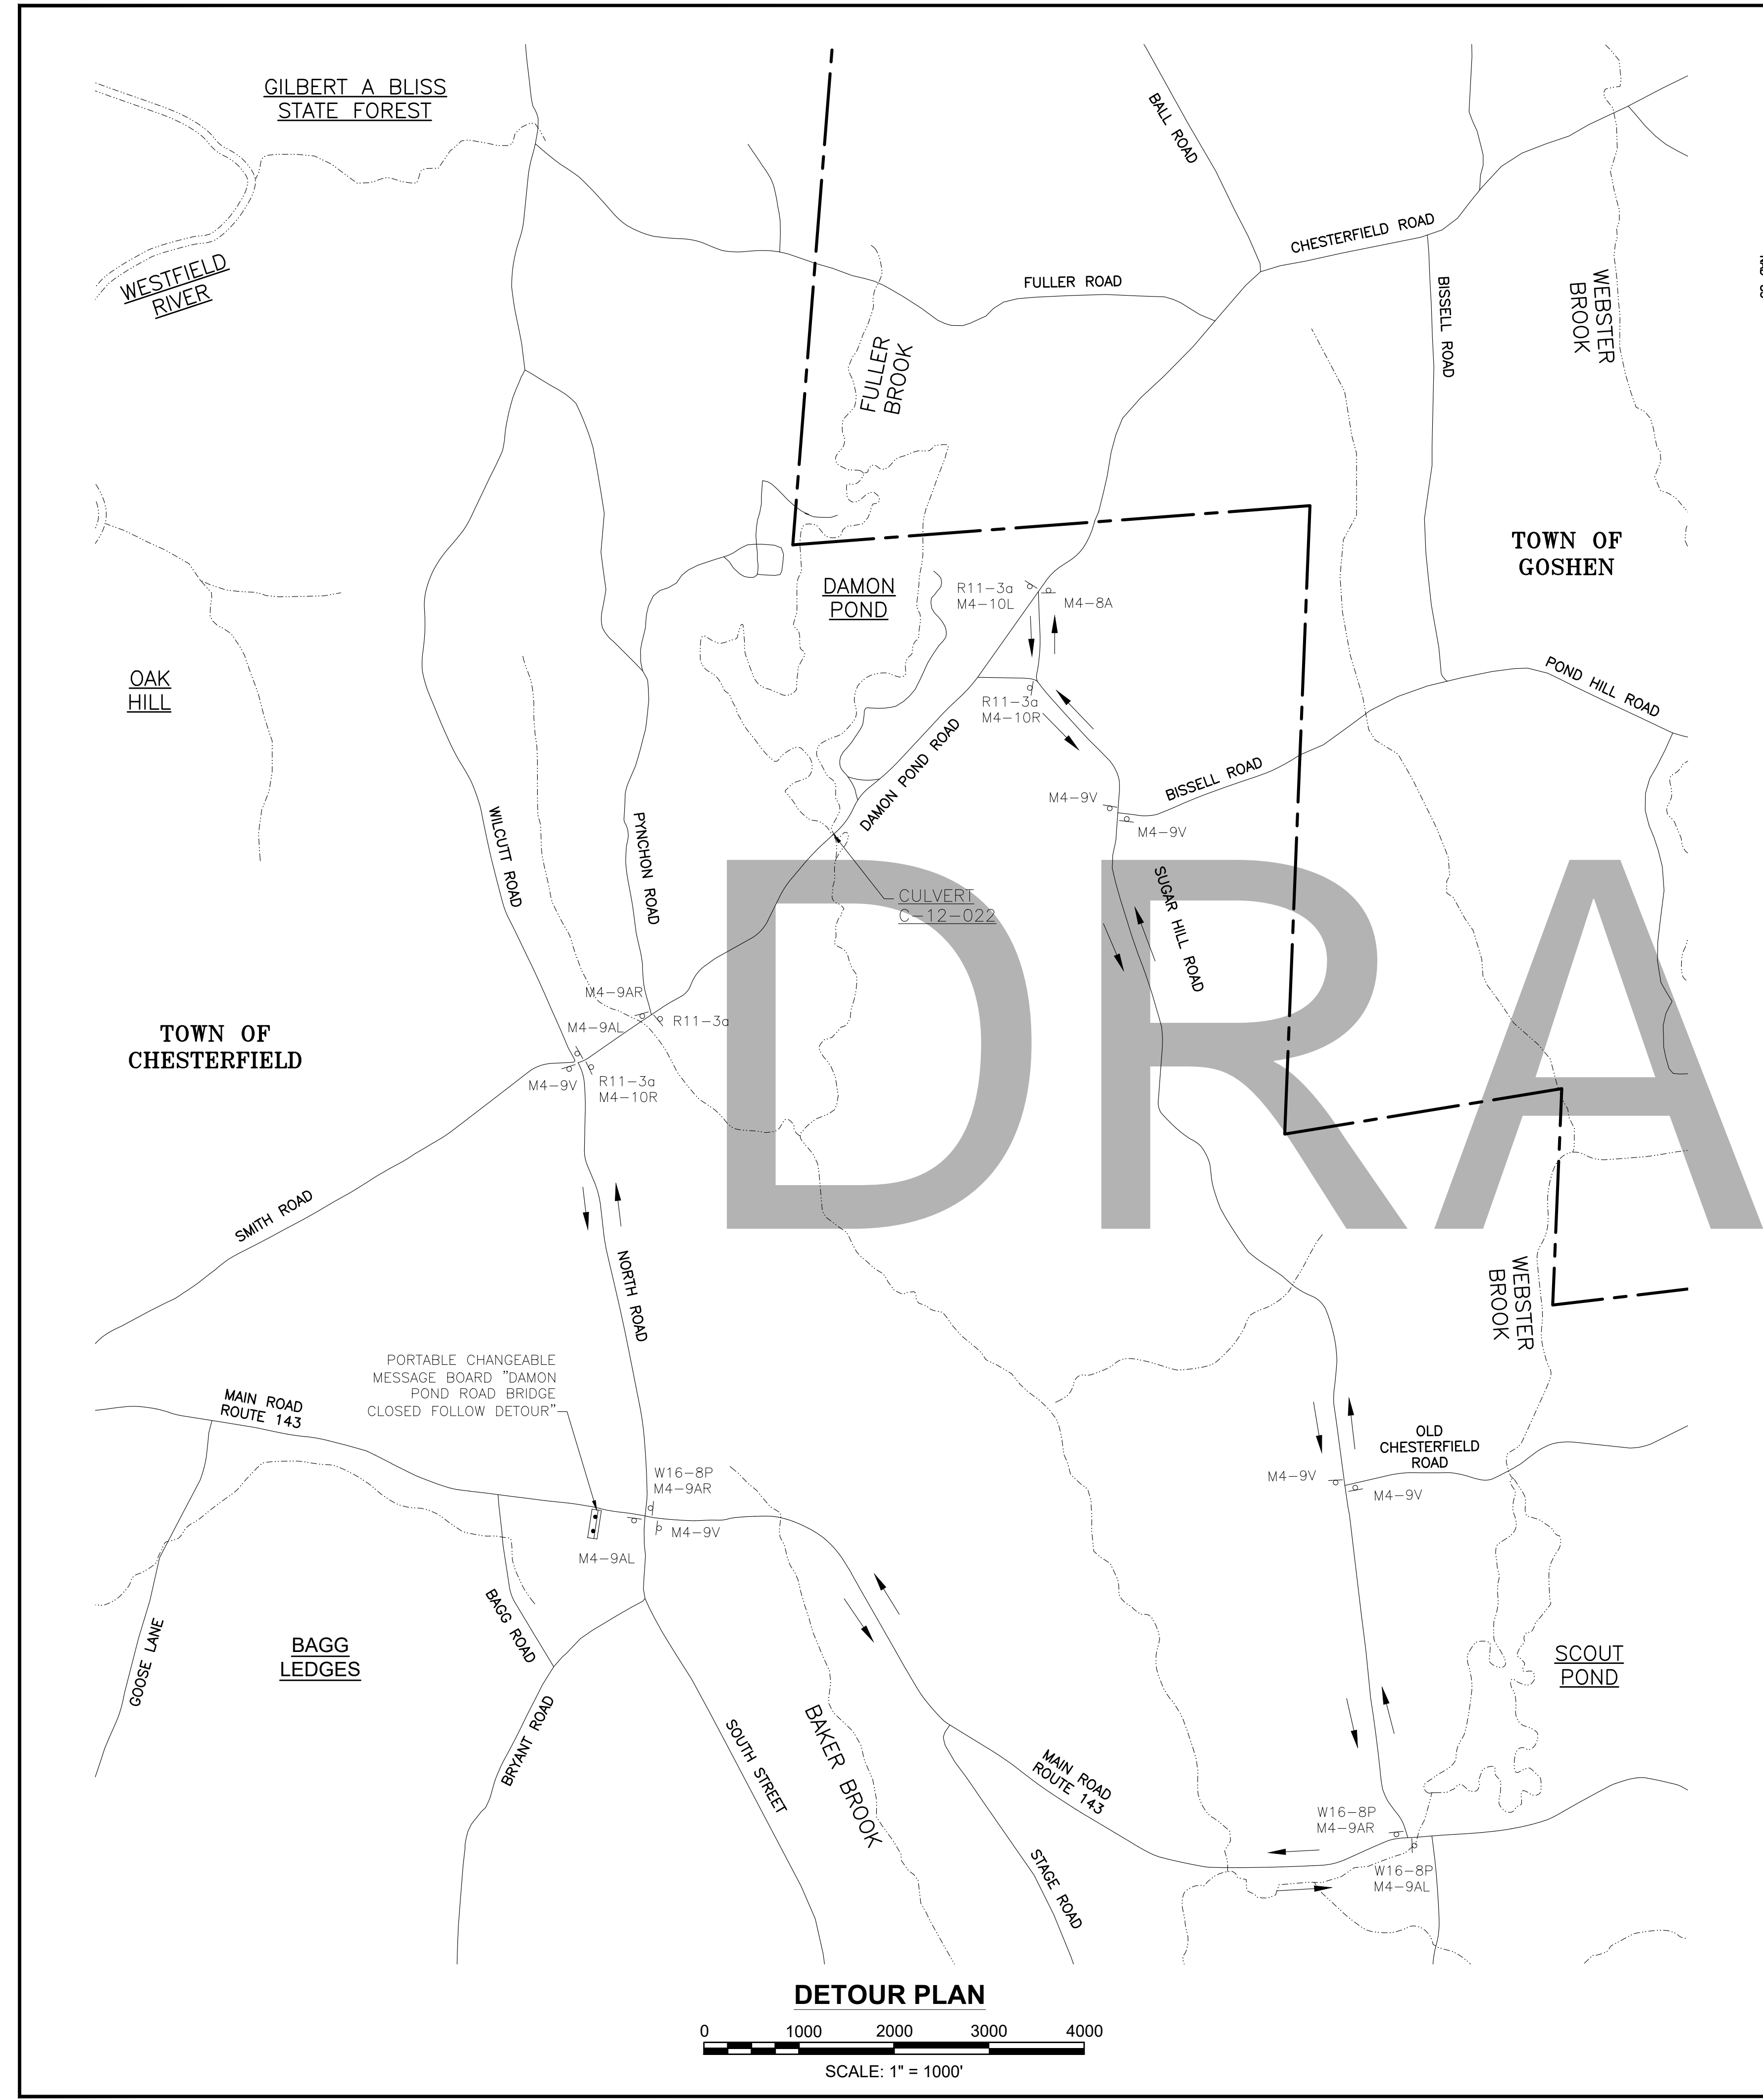 GILBERT A BLISS
STATE FOREST
WESTFIELD
RIVER
BALL ROAD
CHESTERFIELD ROAD
FULLER ROAD
BISSELL ROAD
WEBSTER
BROOK
FULLER
BROOK
TOWN OF
GOSHEN
DAMON
POND
R11-3a
M4-10L
M4-8A
OAK
HILL
R11-3a
M4-10R
POND HILL ROAD
DAMON POND ROAD
BISSELL ROAD
M4-9V
M4-9V
WILCUTT ROAD
PYNCHON ROAD
SUGAR HILL ROAD
CULVERT
C-12-022
DRA
M4-9AR
M4-9AL
R11-3a
TOWN OF
CHESTERFIELD
M4-9V
R11-3a
M4-10R
SMITH ROAD
NORTH ROAD
WEBSTER
BROOK
PORTABLE CHANGEABLE
MESSAGE BOARD "DAMON
POND ROAD BRIDGE
CLOSED FOLLOW DETOUR"
MAIN ROAD
ROUTE 143
OLD
CHESTERFIELD
ROAD
M4-9V
M4-9V
W16-8P
M4-9AR
M4-9V
M4-9AL
GOOSE LANE
BAGG
LEDGES
BAGG ROAD
BRYANT ROAD
SOUTH STREET
BAKER BROOK
SCOUT
POND
MAIN ROAD
ROUTE 143
STAGE ROAD
W16-8P
M4-9AR
W16-8P
M4-9AL
DETOUR PLAN
0 1000 2000 3000 4000
SCALE: 1" = 1000'